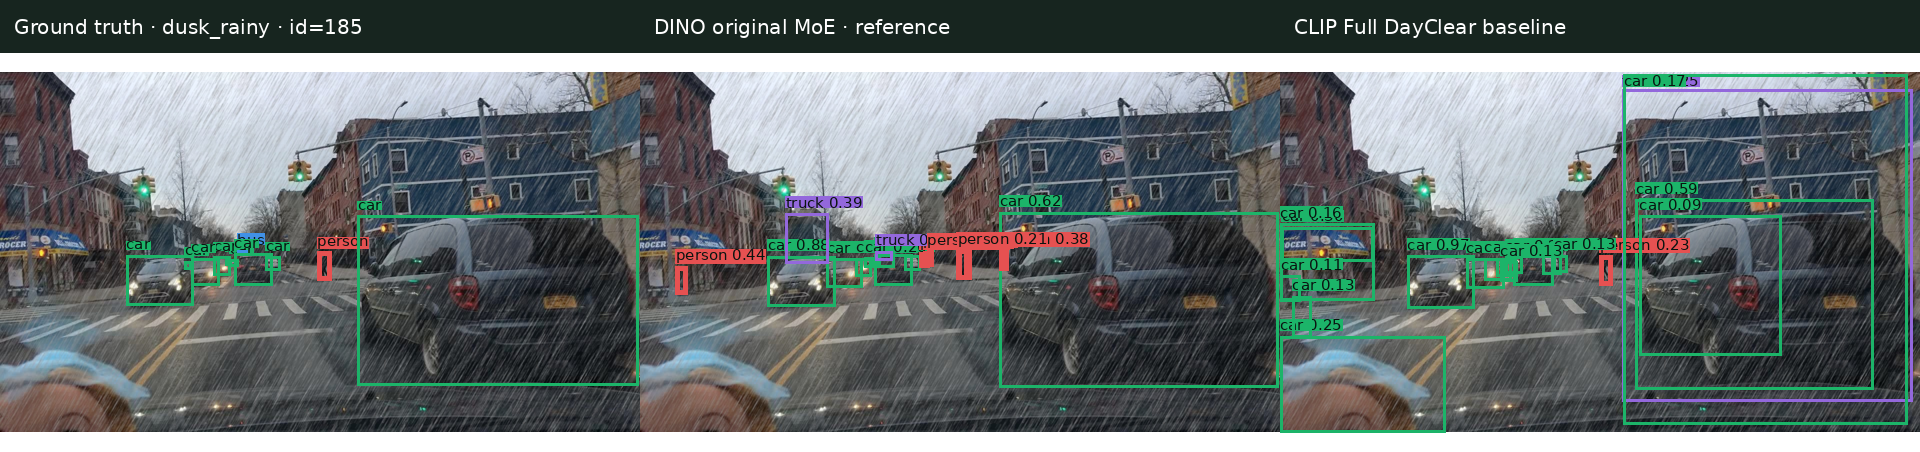 Ground truth · dusk_rainy · id=185
DINO original MoE · reference
CLIP Full DayClear baseline
car
car
car
car
car
person
truck 0.39
car 0.62
person 0.44
car 0.88
person 0.21
0.38
car 0.17
car 0.59
car 0.09
car 0.16
car 0.11
car 0.13
car 0.25
car 0.97
car 0.13
car 0.13
person 0.23
GROCER